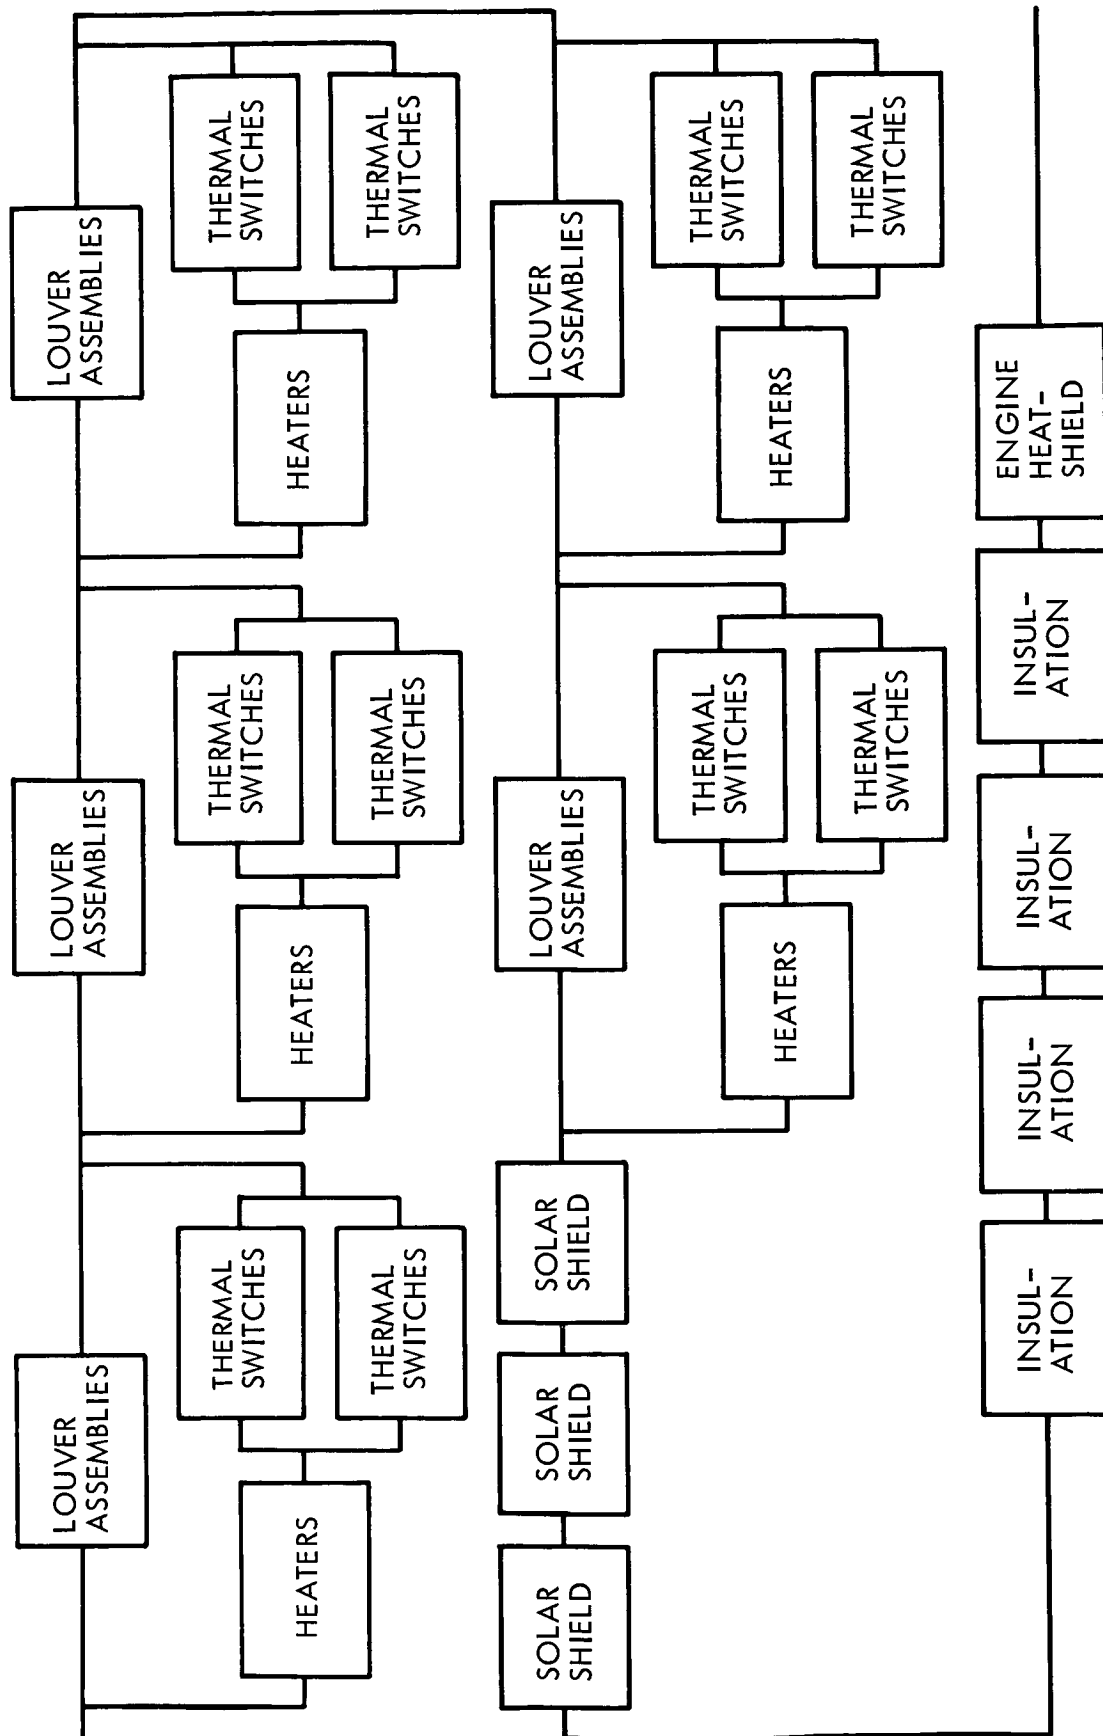 LOUVER
ASSEMBLIES
HEATERS
THERMAL
SWITCHES
THERMAL
SWITCHES
LOUVER
ASSEMBLIES
HEATERS
THERMAL
SWITCHES
THERMAL
SWITCHES
LOUVER
ASSEMBLIES
HEATERS
THERMAL
SWITCHES
THERMAL
SWITCHES
SOLAR
SHIELD
SOLAR
SHIELD
SOLAR
SHIELD
LOUVER
ASSEMBLIES
HEATERS
THERMAL
SWITCHES
THERMAL
SWITCHES
LOUVER
ASSEMBLIES
HEATERS
THERMAL
SWITCHES
THERMAL
SWITCHES
INSUL-
ATION
INSUL-
ATION
INSUL-
ATION
INSUL-
ATION
ENGINE
HEAT-
SHIELD